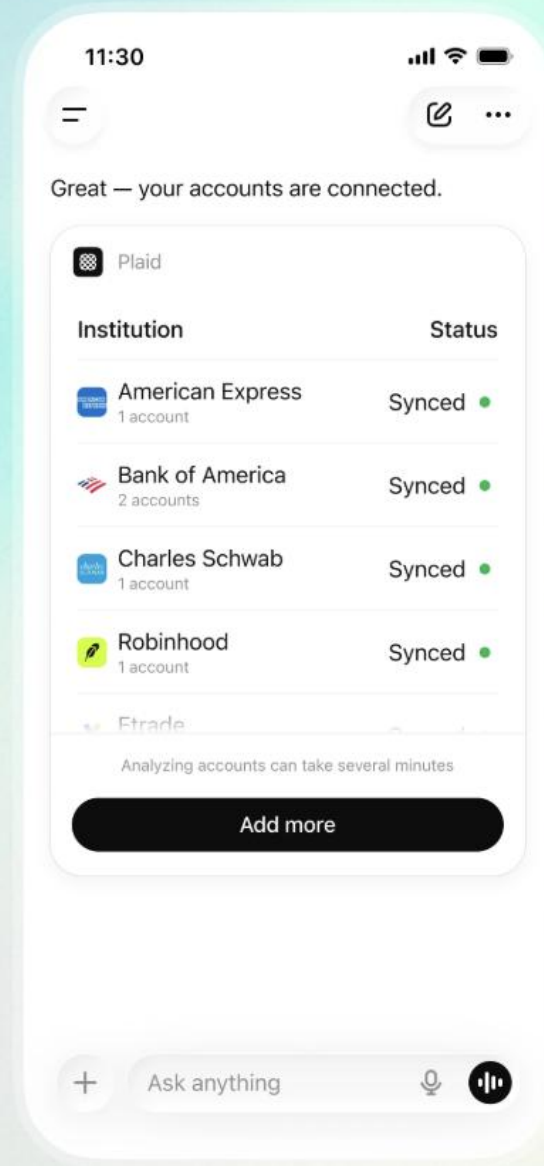 11:30
Great — your accounts are connected.
Plaid
Institution Status
American Express Synced
1 account
Bank of America Synced
2 accounts
Charles Schwab Synced
1 account
Robinhood Synced
1 account
Etrade
Analyzing accounts can take several minutes
Add more
Ask anything